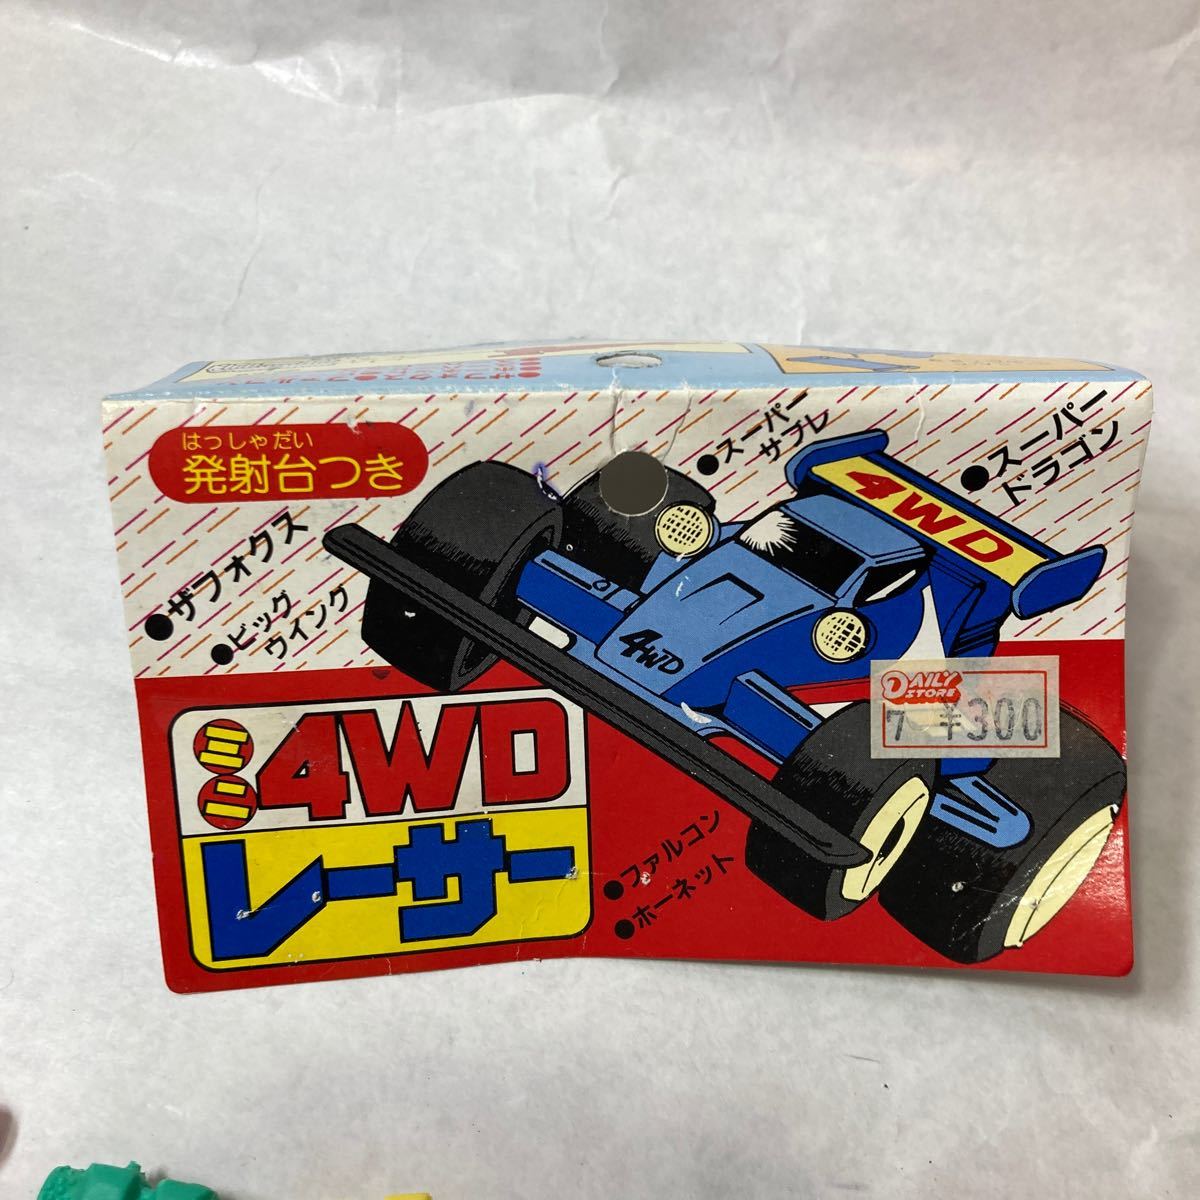 はっしゃだい
発射台つき
●ザフォクス
●ビッグ
ウイング
●スーパー
サブレ
●スーパー
ドラゴン
4WD
4WD
DAILY
STORE
7 ¥300
ミニ4WD
レーサー
●ファルコン
●ホーネット